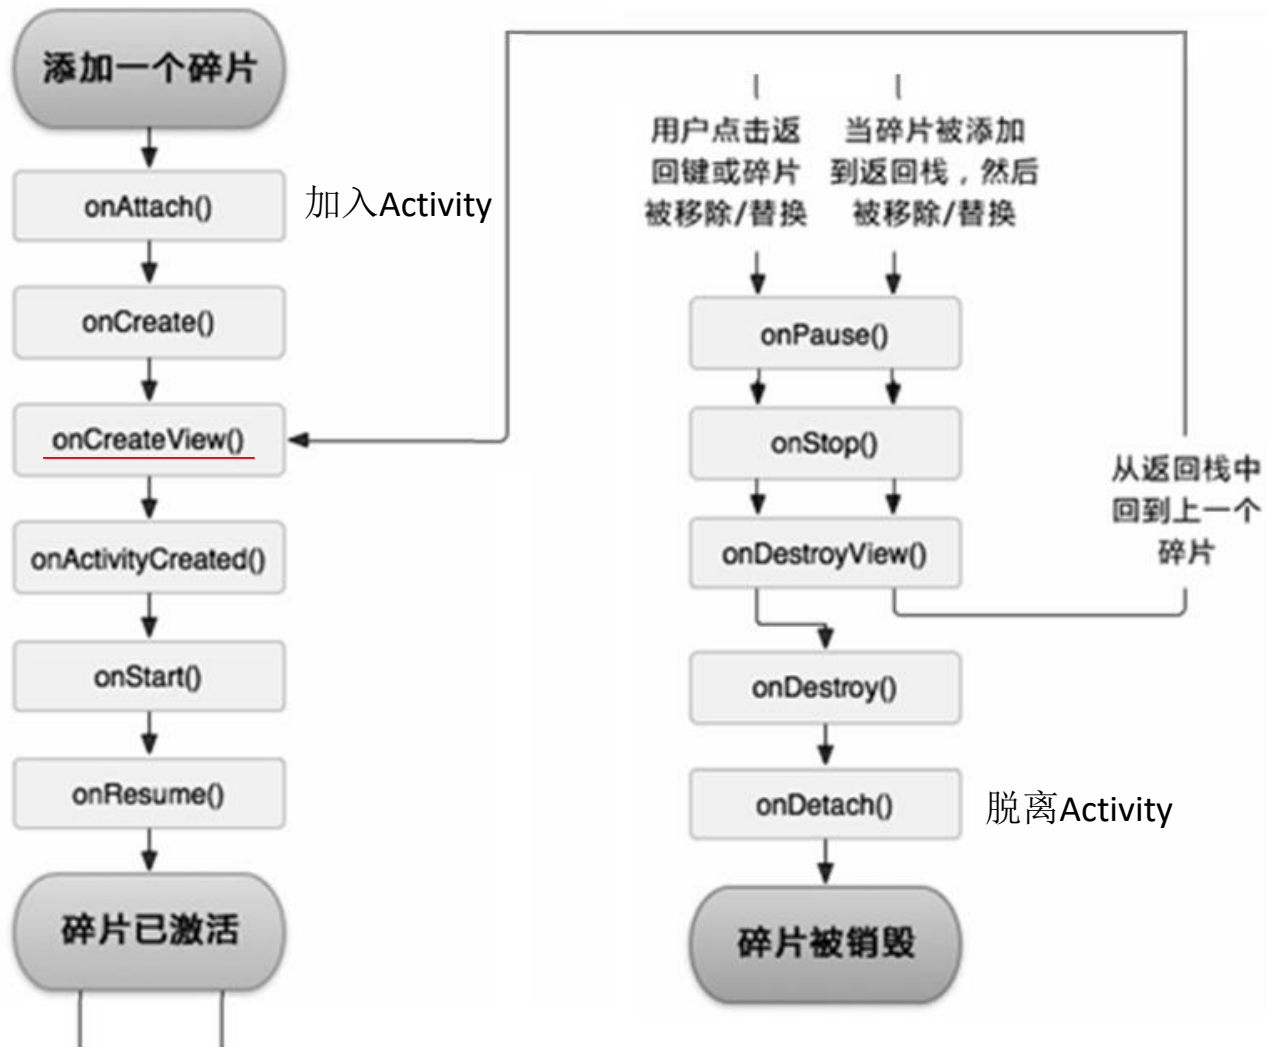 添加一个碎片
onAttach()
加入Activity
onCreate()
onCreateView()
onActivityCreated()
onStart()
onResume()
碎片已激活
用户点击返
回键或碎片
被移除/替换
当碎片被添加
到返回栈，然后
被移除/替换
onPause()
onStop()
onDestroyView()
从返回栈中
回到上一个
碎片
onDestroy()
onDetach()
脱离Activity
碎片被销毁